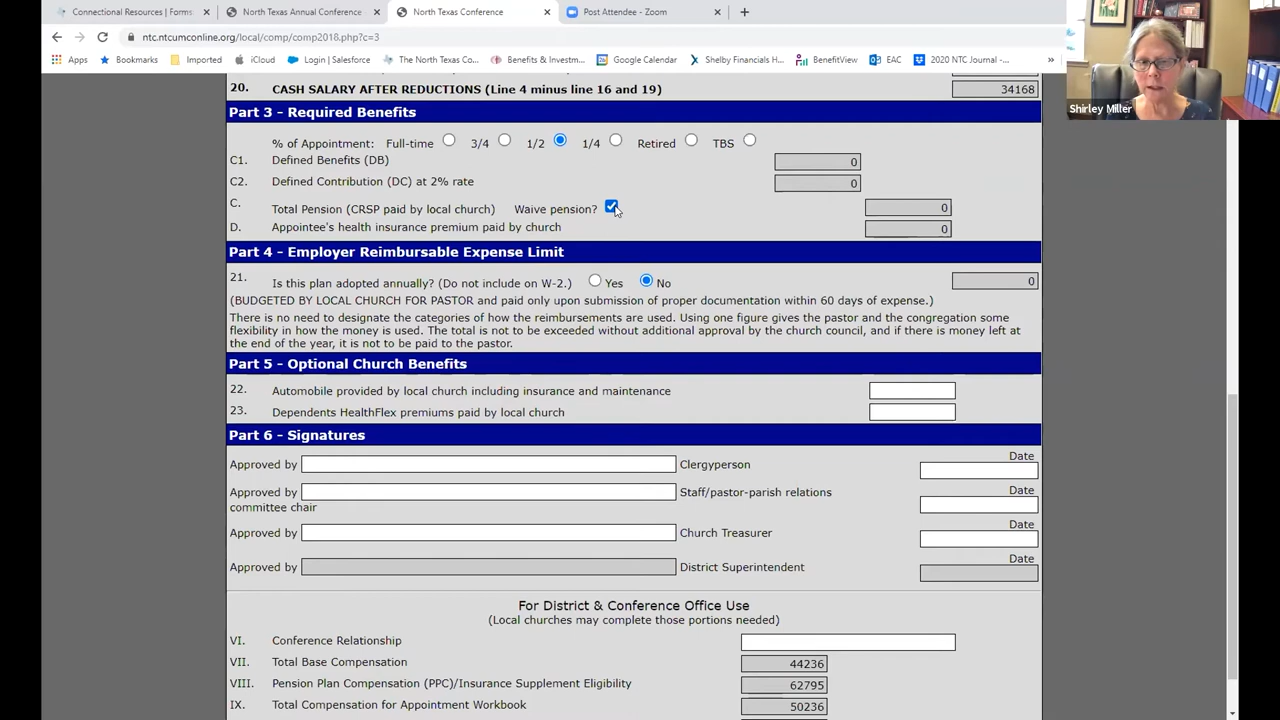 Connectional Resources | Forms
North Texas Annual Conference
North Texas Conference
Post Attendee - Zoom
ntc.ntcumconline.org/local/comp/comp2018.php?c=3
Apps Bookmarks iCloud Login | Salesforce The North Texas Co... Benefits & Investm... Google Calendar Shelby Financials H... BenefitView EAC 2020 NTC Journal -...
Shirley Miller
20. CASH SALARY AFTER REDUCTIONS (Line 4 minus line 16 and 19) 34168
Part 3 - Required Benefits
% of Appointment: Full-time 3/4 1/2 1/4 Retired TBS
C1. Defined Benefits (DB) 0
C2. Defined Contribution (DC) at 2% rate 0
C. Total Pension (CRSP paid by local church) Waive pension? 0
D. Appointee's health insurance premium paid by church 0
Part 4 - Employer Reimbursable Expense Limit
21. Is this plan adopted annually? (Do not include on W-2.) Yes No 0
(BUDGETED BY LOCAL CHURCH FOR PASTOR and paid only upon submission of proper documentation within 60 days of expense.)
There is no need to designate the categories of how the reimbursements are used. Using one figure gives the pastor and the congregation some
flexibility in how the money is used. The total is not to be exceeded without additional approval by the church council, and if there is money left at
the end of the year, it is not to be paid to the pastor.
Part 5 - Optional Church Benefits
22. Automobile provided by local church including insurance and maintenance
23. Dependents HealthFlex premiums paid by local church
Part 6 - Signatures
Date
Approved by Clergyperson
Date
Approved by Staff/pastor-parish relations
committee chair
Date
Approved by Church Treasurer
Date
Approved by District Superintendent
For District & Conference Office Use
(Local churches may complete those portions needed)
VI. Conference Relationship
VII. Total Base Compensation 44236
VIII. Pension Plan Compensation (PPC)/Insurance Supplement Eligibility 62795
IX. Total Compensation for Appointment Workbook 50236